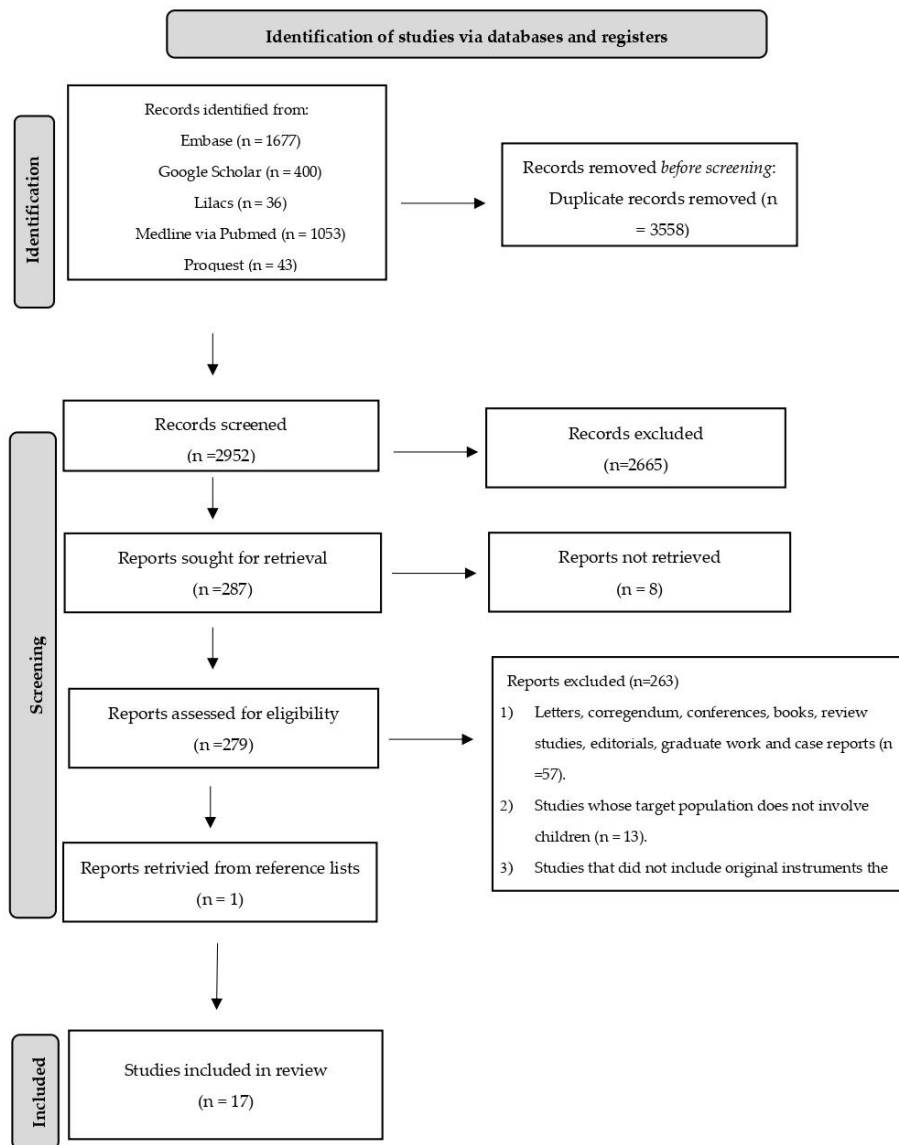 Identification of studies via databases and registers
Identification
Records identified from:
Embase (n = 1677)
Google Scholar (n = 400)
Lilacs (n = 36)
Medline via Pubmed (n = 1053)
Proquest (n = 43)
Records removed before screening:
Duplicate records removed (n
= 3558)
Screening
Records screened
(n =2952)
Records excluded
(n=2665)
Reports sought for retrieval
(n =287)
Reports not retrieved
(n = 8)
Reports assessed for eligibility
(n =279)
Reports excluded (n=263)
1) Letters, corregendum, conferences, books, review
studies, editorials, graduate work and case reports (n
=57).
2) Studies whose target population does not involve
children (n = 13).
3) Studies that did not include original instruments the
Reports retrivied from reference lists
(n = 1)
Included
Studies included in review
(n = 17)